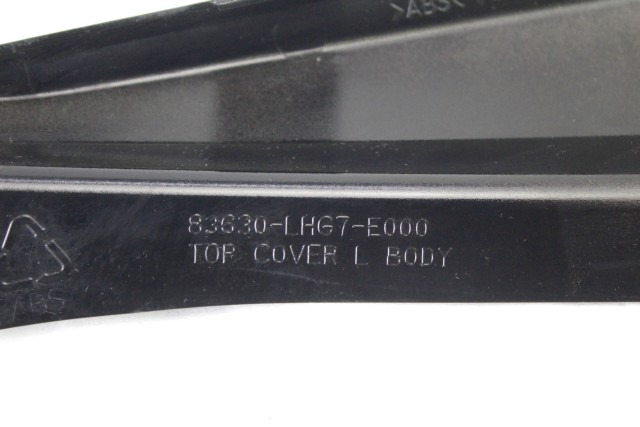 >ABS<
83630-LHG7-E000
TOP COVER L BODY
ABS